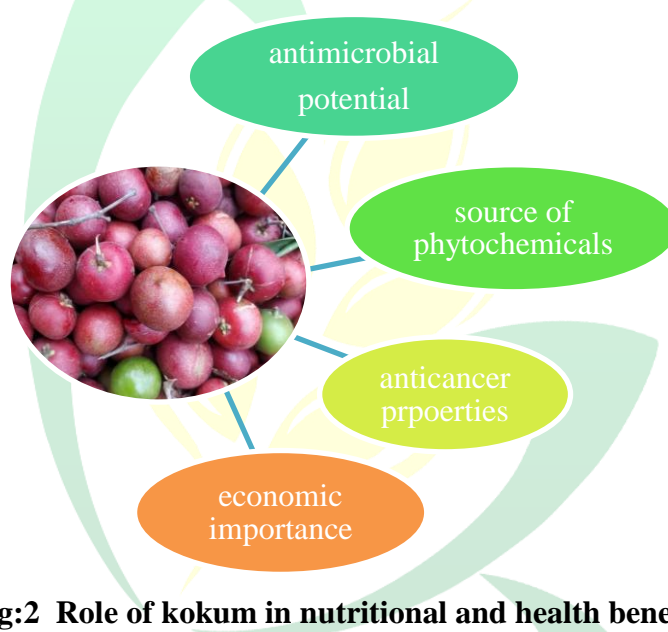 antimicrobial
potential
source of
phytochemicals
anticancer
prpoerties
economic
importance
g:2 Role of kokum in nutritional and health bene